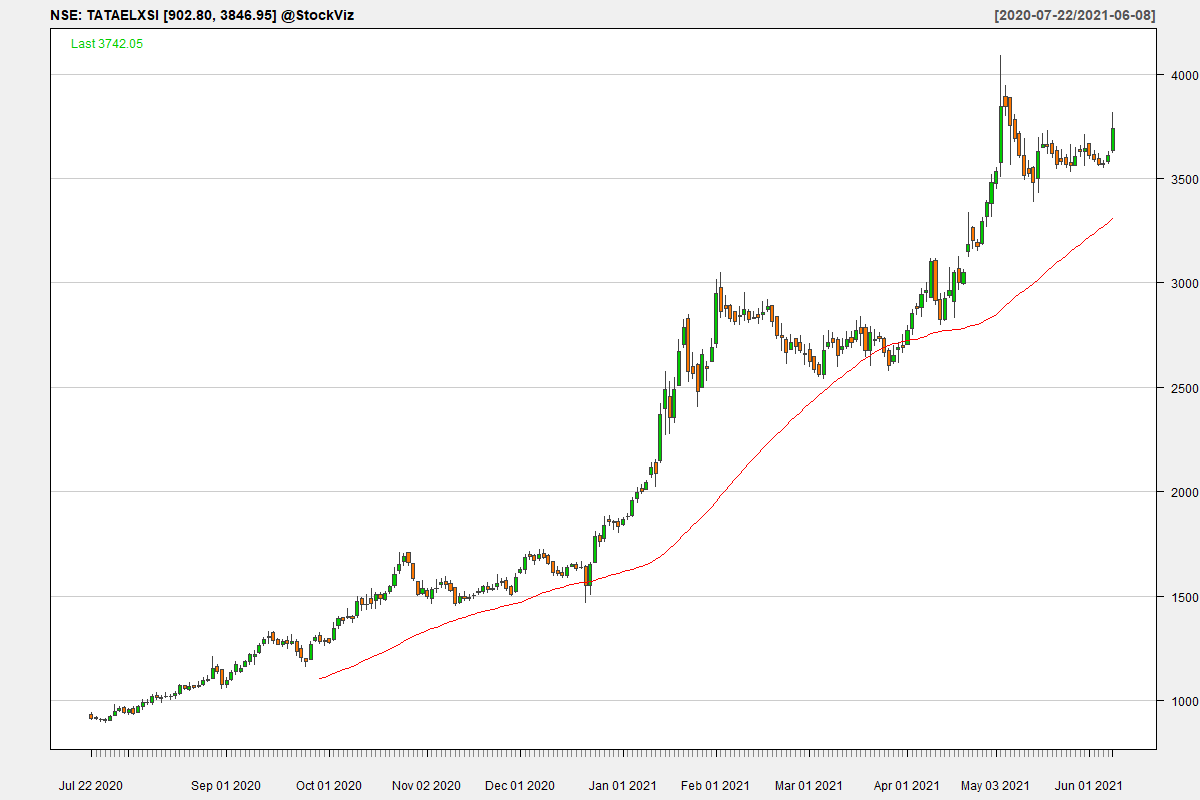 NSE: TATAELXSI [902.80, 3846.95] @StockViz [2020-07-22/2021-06-08]
Last 3742.05
4000
3500
3000
2500
2000
1500
1000
Jul 22 2020 Sep 01 2020 Oct 01 2020 Nov 02 2020 Dec 01 2020 Jan 01 2021 Feb 01 2021 Mar 01 2021 Apr 01 2021 May 03 2021 Jun 01 2021